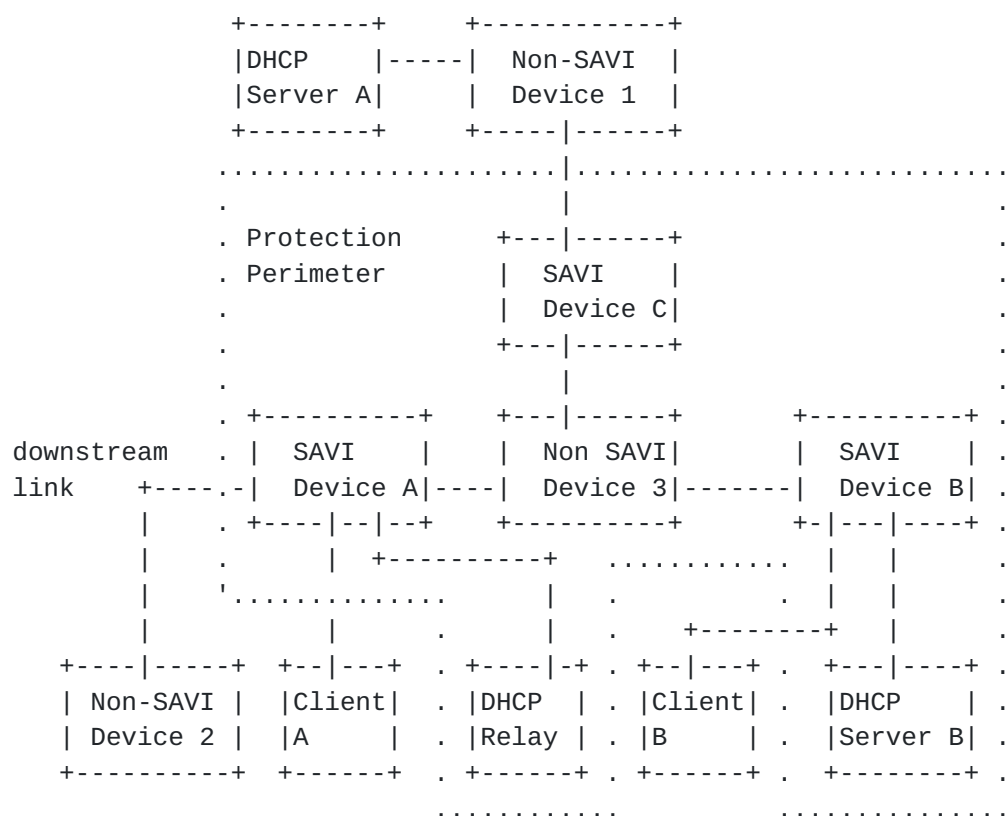 DHCP Non-SAVI
Server A Device 1
Protection
Perimeter SAVI
Device C
downstream SAVI Non SAVI SAVI
link Device A Device 3 Device B
Non-SAVI Client DHCP Client DHCP
Device 2 A Relay B Server B